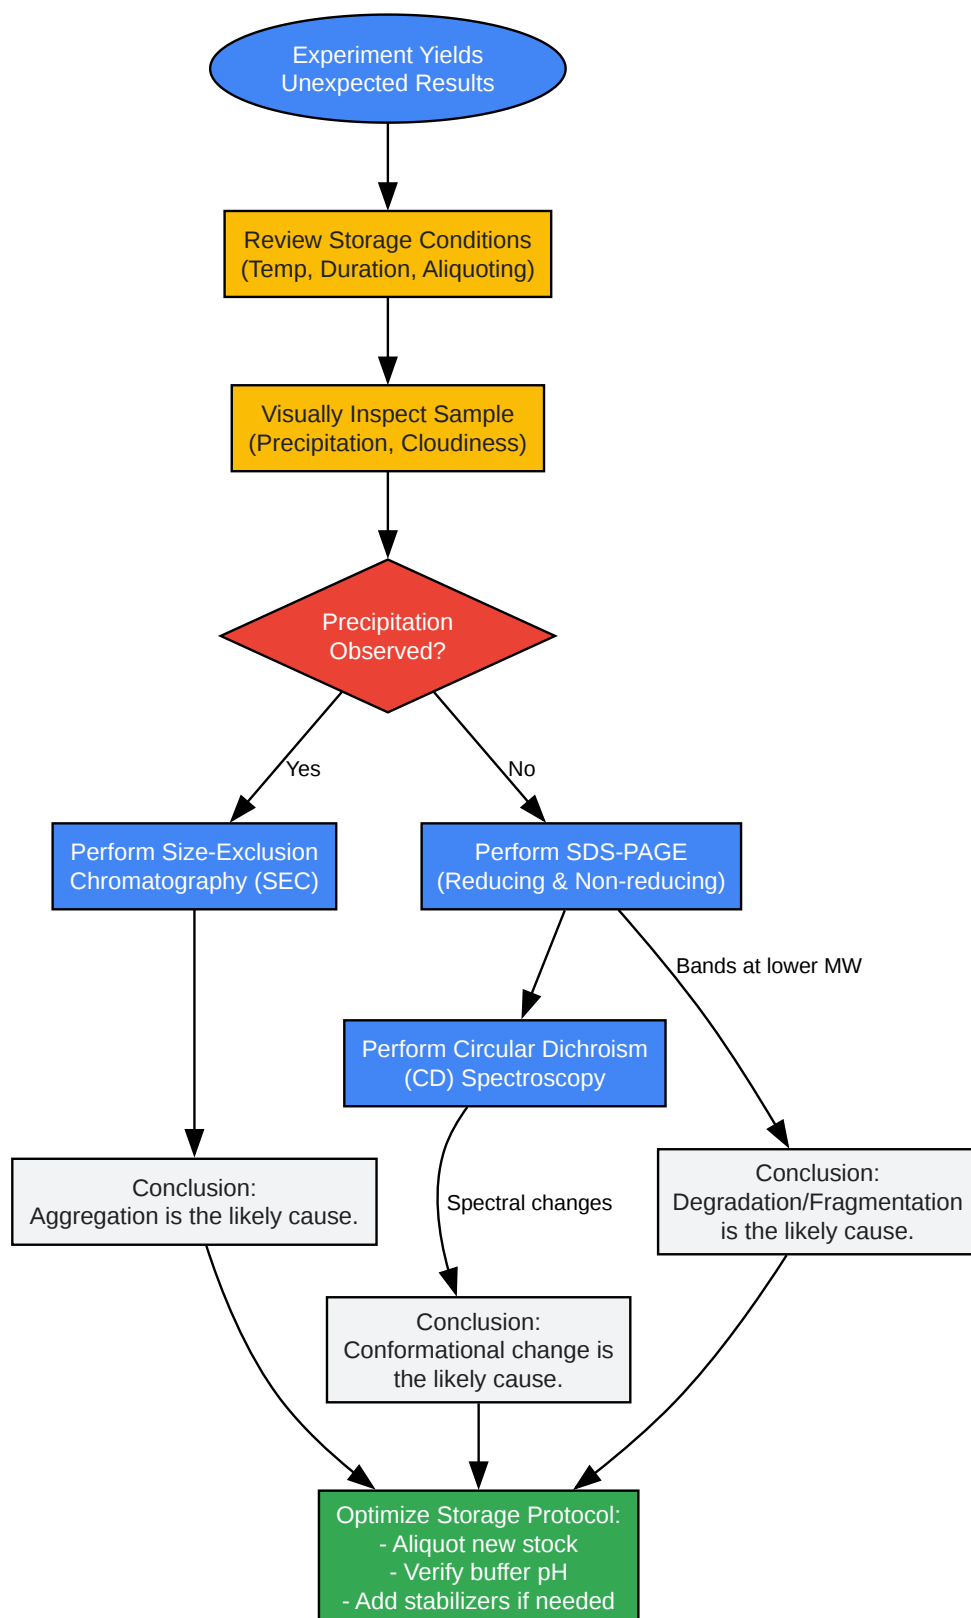 Experiment Yields
Unexpected Results
Review Storage Conditions
(Temp, Duration, Aliquoting)
Visually Inspect Sample
(Precipitation, Cloudiness)
Precipitation
Observed?
Yes
No
Perform Size-Exclusion
Chromatography (SEC)
Perform SDS-PAGE
(Reducing & Non-reducing)
Bands at lower MW
Perform Circular Dichroism
(CD) Spectroscopy
Conclusion:
Aggregation is the likely cause.
Spectral changes
Conclusion:
Degradation/Fragmentation
is the likely cause.
Conclusion:
Conformational change is
the likely cause.
Optimize Storage Protocol:
- Aliquot new stock
- Verify buffer pH
- Add stabilizers if needed